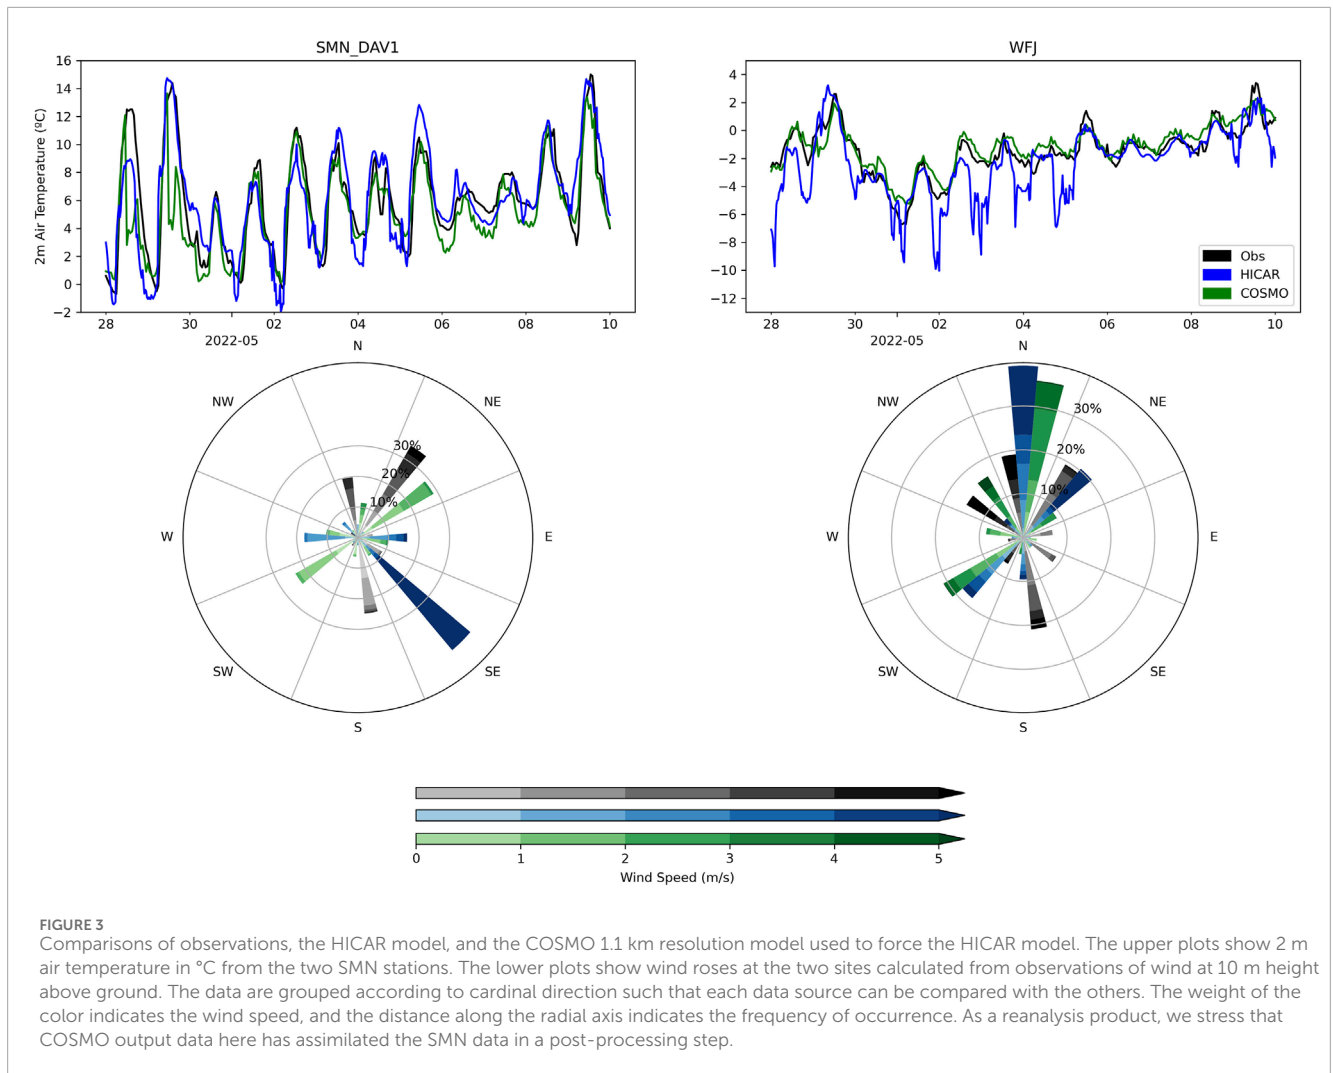 SMN_DAV1
WFJ
2m Air Temperature (ºC)
16
14
12
10
8
6
4
2
0
−2
28
30
02
04
06
08
10
2022-05
4
2
0
−2
−4
−6
−8
−10
−12
Obs
HICAR
COSMO
28
30
02
04
06
08
10
2022-05
N
NW
NE
30%
20%
10%
W
E
SW
SE
S
N
NW
NE
30%
20%
10%
W
E
SW
SE
S
0
1
2
3
4
5
Wind Speed (m/s)
FIGURE 3
Comparisons of observations, the HICAR model, and the COSMO 1.1 km resolution model used to force the HICAR model. The upper plots show 2 m
air temperature in °C from the two SMN stations. The lower plots show wind roses at the two sites calculated from observations of wind at 10 m height
above ground. The data are grouped according to cardinal direction such that each data source can be compared with the others. The weight of the
color indicates the wind speed, and the distance along the radial axis indicates the frequency of occurrence. As a reanalysis product, we stress that
COSMO output data here has assimilated the SMN data in a post-processing step.